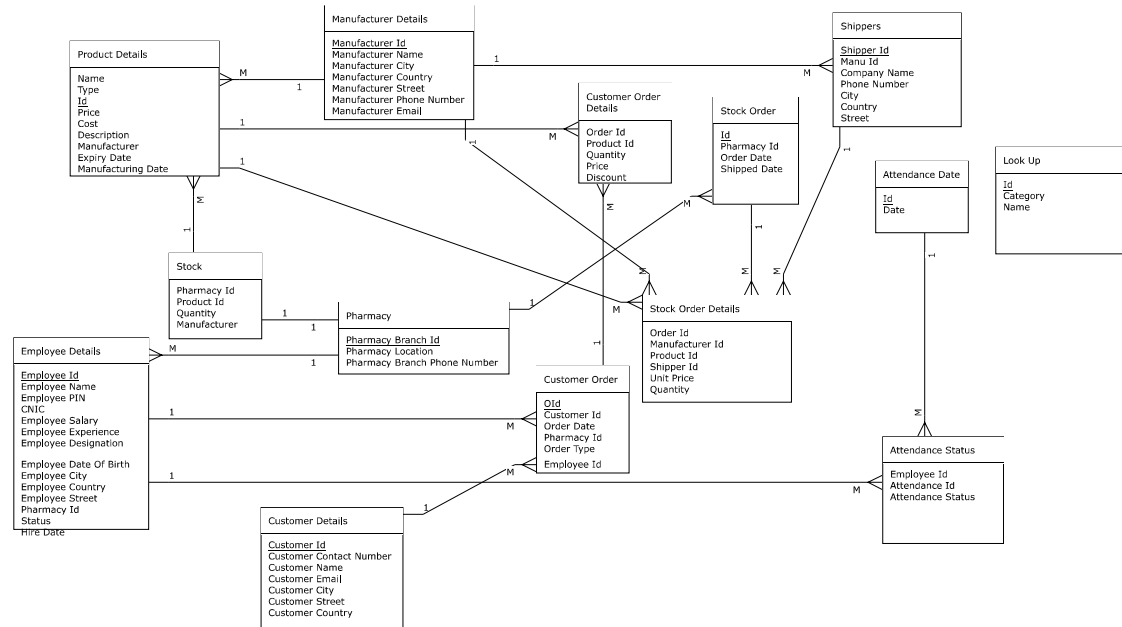 Manufacturer Details
Manufacturer Id
Manufacturer Name
Manufacturer City
Manufacturer Country
Manufacturer Street
Manufacturer Phone Number
Manufacturer Email
Shippers
Shipper Id
Manu Id
Company Name
Phone Number
City
Country
Street
Product Details
Name
Type
Id
Price
Cost
Description
Manufacturer
Expiry Date
Manufacturing Date
Customer Order
Details
Order Id
Product Id
Quantity
Price
Discount
Stock Order
Id
Pharmacy Id
Order Date
Shipped Date
Attendance Date
Id
Date
Look Up
Id
Category
Name
Stock
Pharmacy Id
Product Id
Quantity
Manufacturer
Pharmacy
Pharmacy Branch Id
Pharmacy Location
Pharmacy Branch Phone Number
Stock Order Details
Order Id
Manufacturer Id
Product Id
Shipper Id
Unit Price
Quantity
Employee Details
Employee Id
Employee Name
Employee PIN
CNIC
Employee Salary
Employee Experience
Employee Designation
Employee Date Of Birth
Employee City
Employee Country
Employee Street
Pharmacy Id
Status
Hire Date
Customer Order
OId
Customer Id
Order Date
Pharmacy Id
Order Type
Employee Id
Attendance Status
Employee Id
Attendance Id
Attendance Status
Customer Details
Customer Id
Customer Contact Number
Customer Name
Customer Email
Customer City
Customer Street
Customer Country
M
1
1
M
1
M
1
1
M
1
1
1
M
1
M
1
M
1
M
M
M
1
M
M
1
1
M
1
M
1
M
1
M
1
M